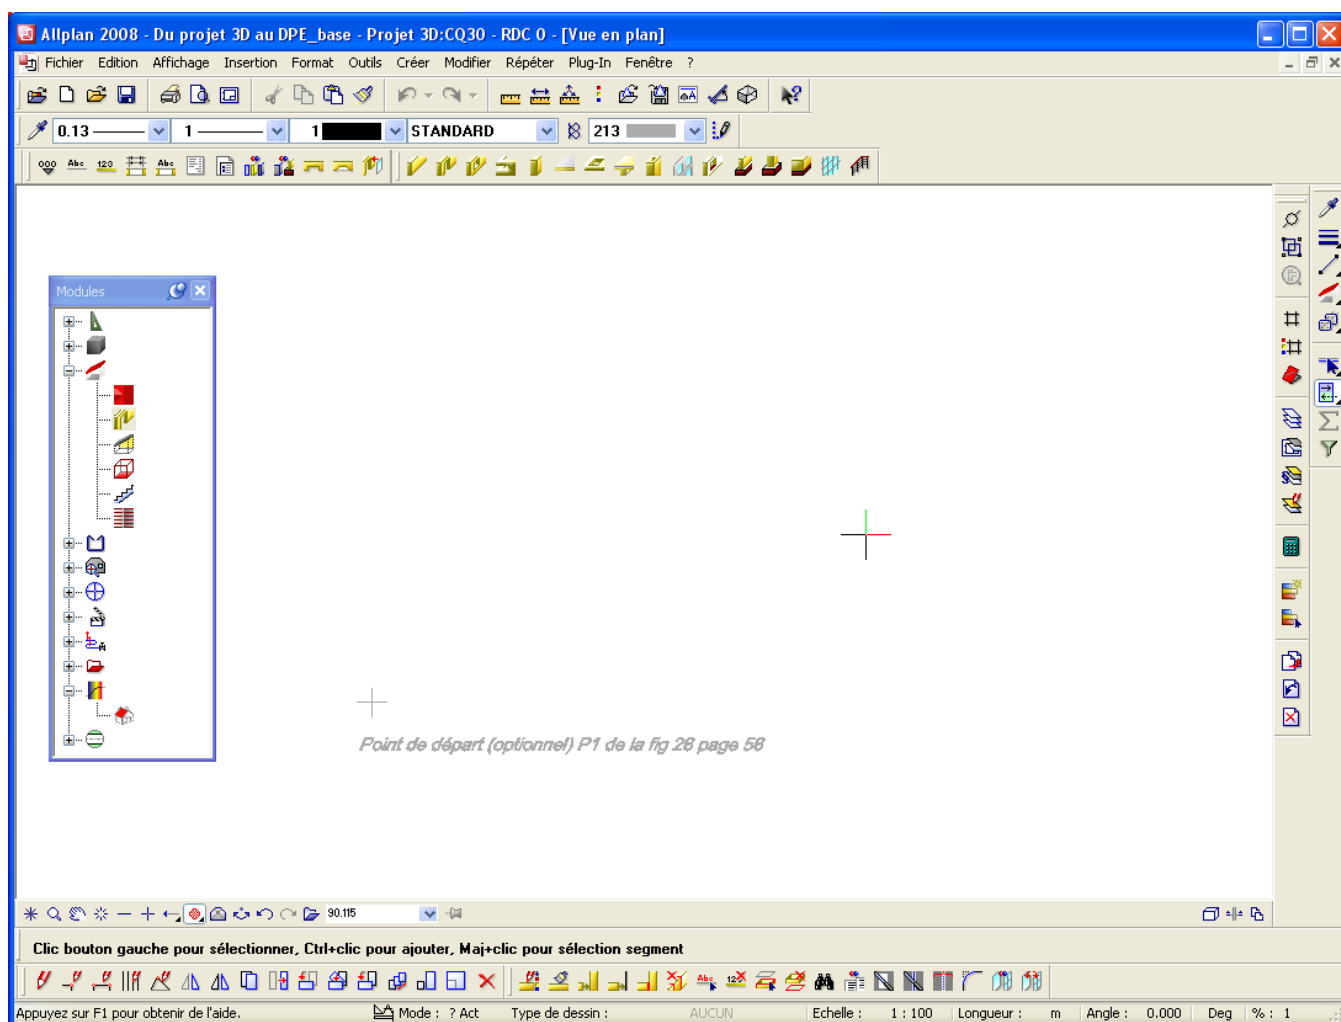 Allplan 2008 - Du projet 3D au DPE_base - Projet 3D:CQ30 - RDC 0 - [Vue en plan]
Fichier Edition Affichage Insertion Format Outils Créer Modifier Répéter Plug-In Fenêtre ?
0.13 1 1 STANDARD 213
Modules
Point de départ (optionnel) P1 de la fig 28 page 58
90.115
Clic bouton gauche pour sélectionner, Ctrl+clic pour ajouter, Maj+clic pour sélection segment
Appuyez sur F1 pour obtenir de l'aide. Mode : ? Act Type de dessin : AUCUN Echelle : 1 : 100 Longueur : m Angle : 0.000 Deg % : 1